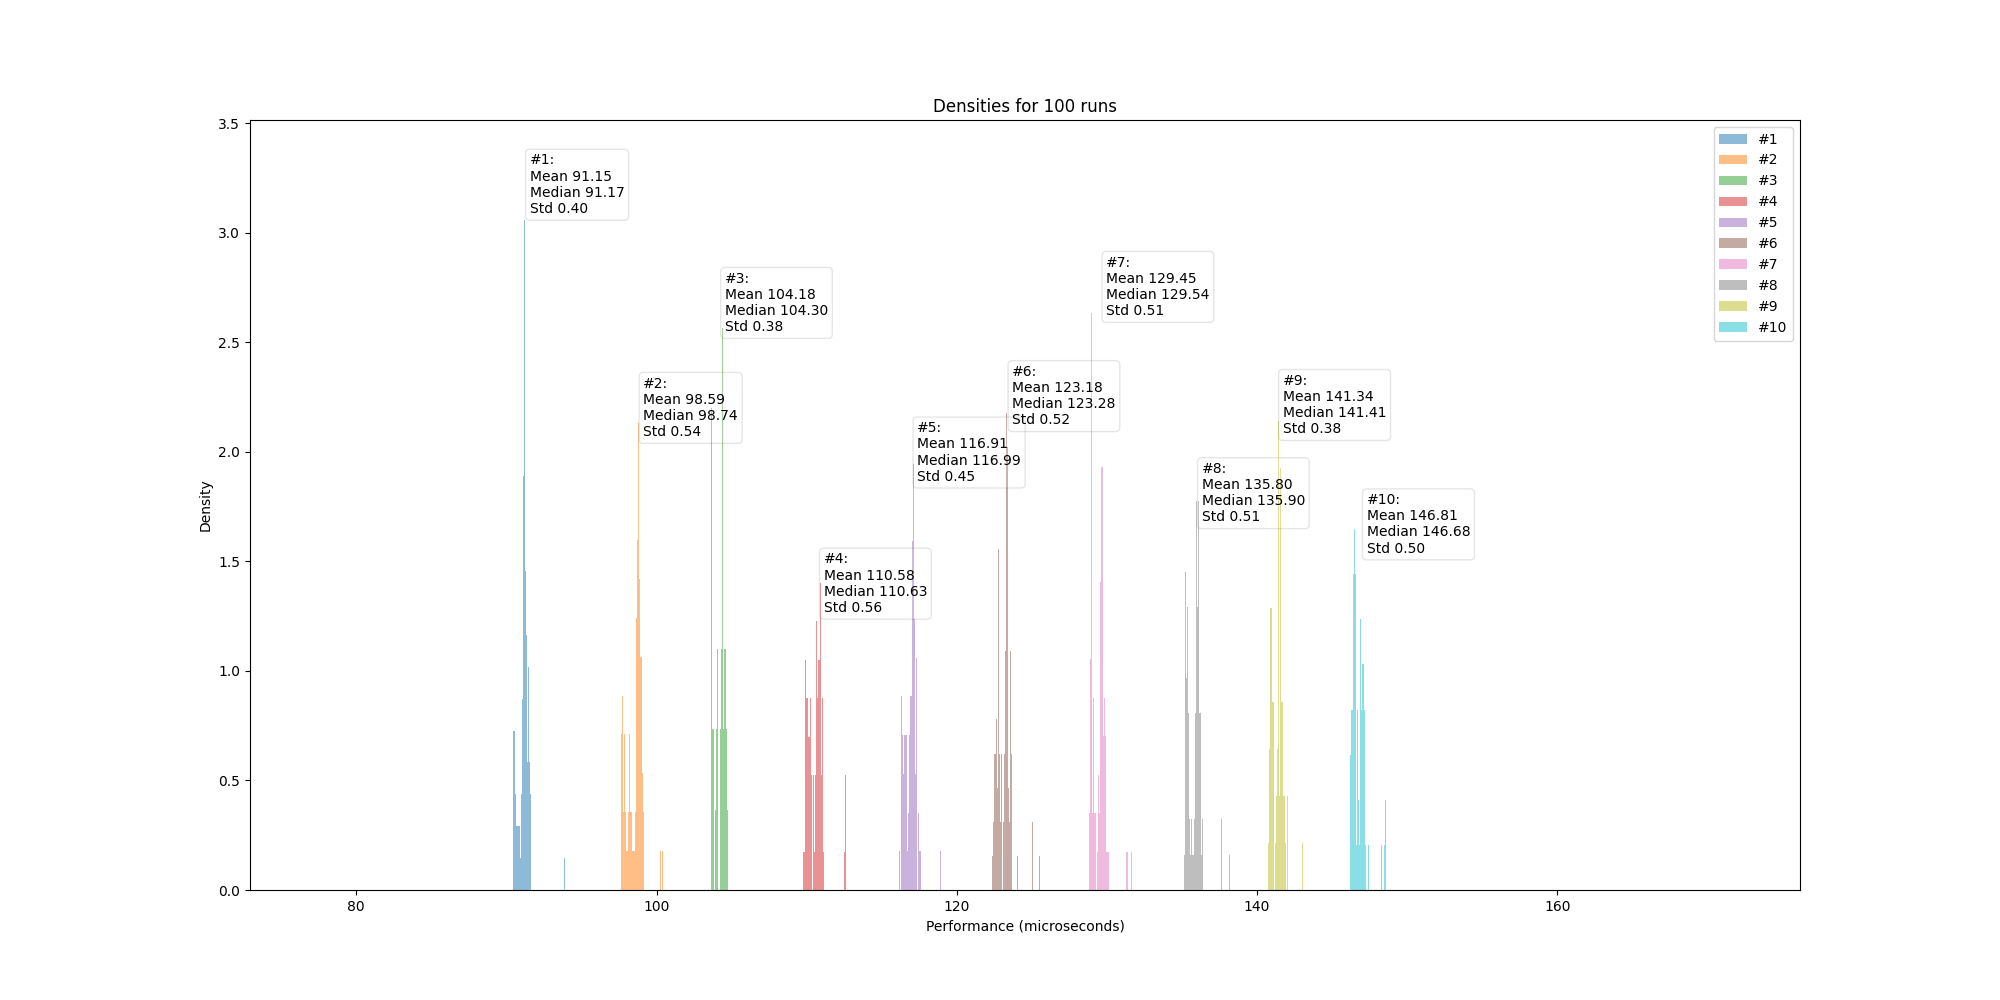 Densities for 100 runs
3.5
3.0
2.5
2.0
1.5
1.0
0.5
0.0
Density
#1:
Mean 91.15
Median 91.17
Std 0.40
#2:
Mean 98.59
Median 98.74
Std 0.54
#3:
Mean 104.18
Median 104.30
Std 0.38
#4:
Mean 110.58
Median 110.63
Std 0.56
#5:
Mean 116.91
Median 116.99
Std 0.45
#6:
Mean 123.18
Median 123.28
Std 0.52
#7:
Mean 129.45
Median 129.54
Std 0.51
#8:
Mean 135.80
Median 135.90
Std 0.51
#9:
Mean 141.34
Median 141.41
Std 0.38
#10:
Mean 146.81
Median 146.68
Std 0.50
#1
#2
#3
#4
#5
#6
#7
#8
#9
#10
80
100
120
140
160
Performance (microseconds)